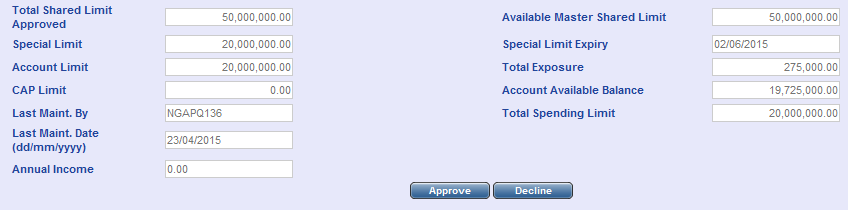 Total Shared Limit Approved 50,000,000.00 Available Master Shared Limit 50,000,000.00
Special Limit 20,000,000.00 Special Limit Expiry 02/06/2015
Account Limit 20,000,000.00 Total Exposure 275,000.00
CAP Limit 0.00 Account Available Balance 19,725,000.00
Last Maint. By NGAPQ136 Total Spending Limit 20,000,000.00
Last Maint. Date
(dd/mm/yyyy) 23/04/2015
Annual Income 0.00
Approve Decline